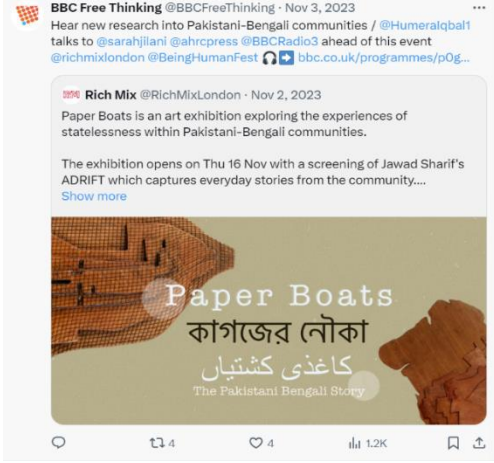 BBC Free Thinking @BBCFreeThinking · Nov 3, 2023
Hear new research into Pakistan-Bengali communities / @HumeraIqbal1
talks to @sarahjilani @ahrcpress @BBCRadio3 ahead of this event
@richmixlondon @BeingHumanFest 🎧➡️ bbc.co.uk/programmes/p0g...
Rich Mix @RichMixLondon · Nov 2, 2023
Paper Boats is an art exhibition exploring the experiences of
statelessness within Pakistani-Bengali communities.
The exhibition opens on Thu 16 Nov with a screening of Jawad Sharif's
ADRIFT which captures everyday stories from the community....
Show more
Paper Boats
কাগজের নৌকা
کاغذی کشتیاں
The Pakistani Bengali Story
4
4
1.2K